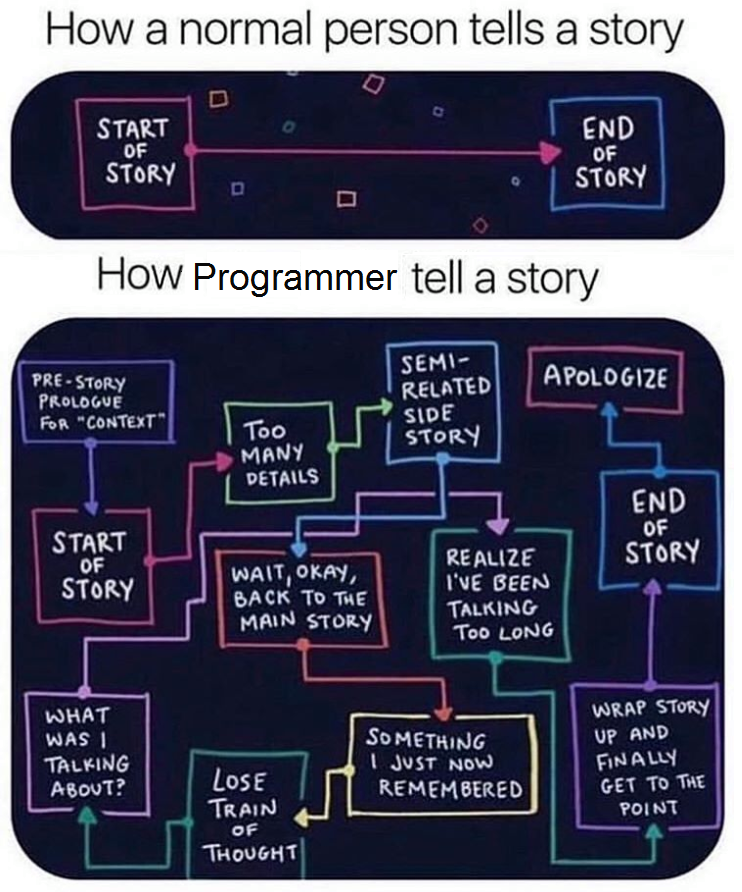 How a normal person tells a story
START
OF
STORY
END
OF
STORY
How Programmer tell a story
PRE-STORY
PROLOGUE
FOR "CONTEXT"
START
OF
STORY
TOO
MANY
DETAILS
SEMI-
RELATED
SIDE
STORY
WAIT, OKAY,
BACK TO THE
MAIN STORY
SOMETHING
I JUST NOW
REMEMBERED
LOSE
TRAIN
OF
THOUGHT
WHAT
WAS I
TALKING
ABOUT?
REALIZE
I'VE BEEN
TALKING
TOO LONG
WRAP STORY
UP AND
FINALLY
GET TO THE
POINT
END
OF
STORY
APOLOGIZE